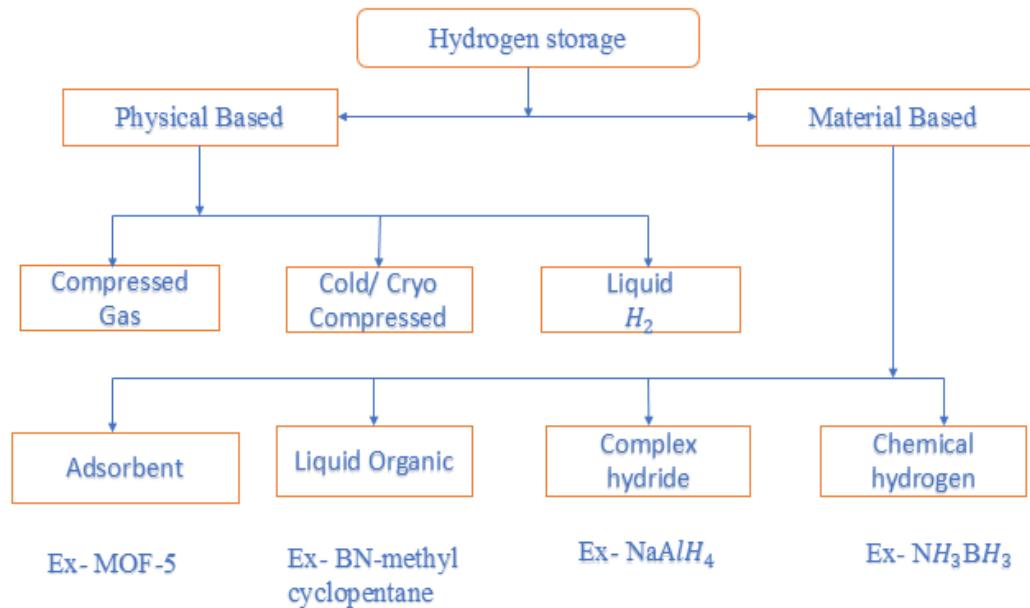 Hydrogen storage
Physical Based
Material Based
Compressed
Gas
Cold/ Cryo
Compressed
Liquid
H₂
Adsorbent
Liquid Organic
Complex
hydride
Chemical
hydrogen
Ex- MOF-5
Ex- BN-methyl
cyclopentane
Ex- NaAlH₄
Ex- NH₃BH₃